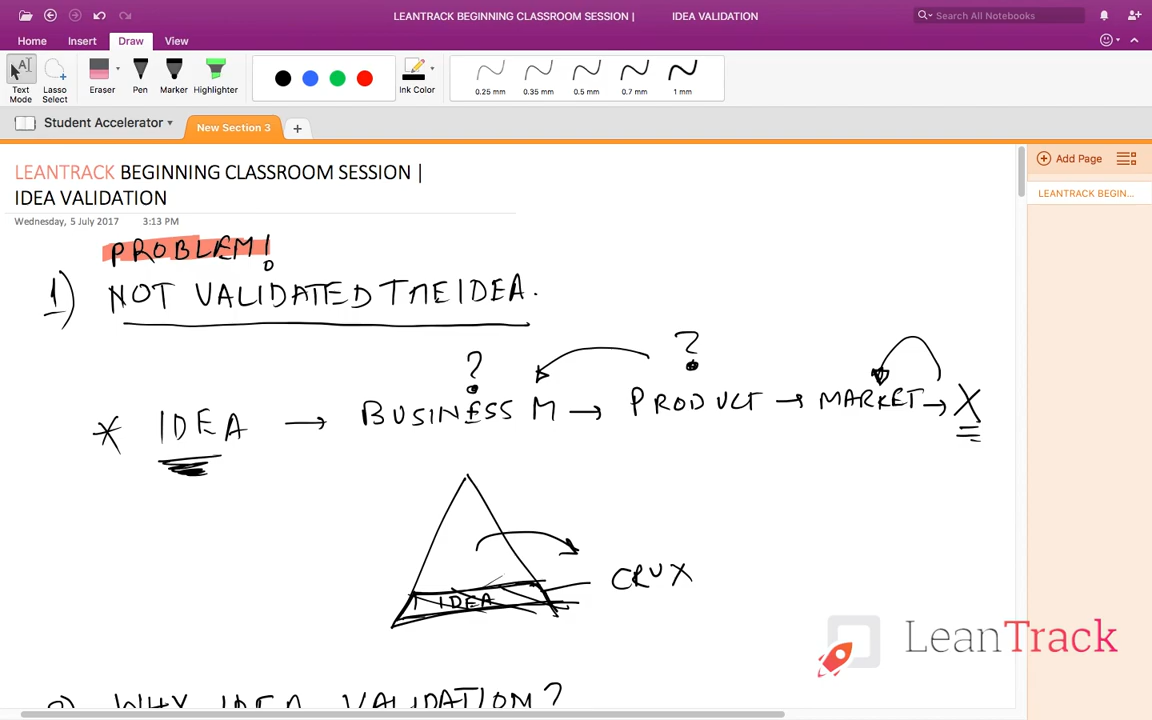 LEANTRACK BEGINNING CLASSROOM SESSION | IDEA VALIDATION
Search All Notebooks
Home Insert Draw View
Text Mode
Lasso Select
Eraser
Pen
Marker
Highlighter
Ink Color
0.25 mm
0.35 mm
0.5 mm
0.7 mm
1 mm
Student Accelerator
New Section 3
+
Add Page
LEANTRACK BEGIN...
LEANTRACK BEGINNING CLASSROOM SESSION |
IDEA VALIDATION
Wednesday, 5 July 2017 3:13 PM
PROBLEM!
1) NOT VALIDATED THE IDEA.
? ?
* IDEA → BUSINESS M → PRODUCT → MARKET → X
IDEA
CRUX
LeanTrack
WHY IDEA VALIDATION?